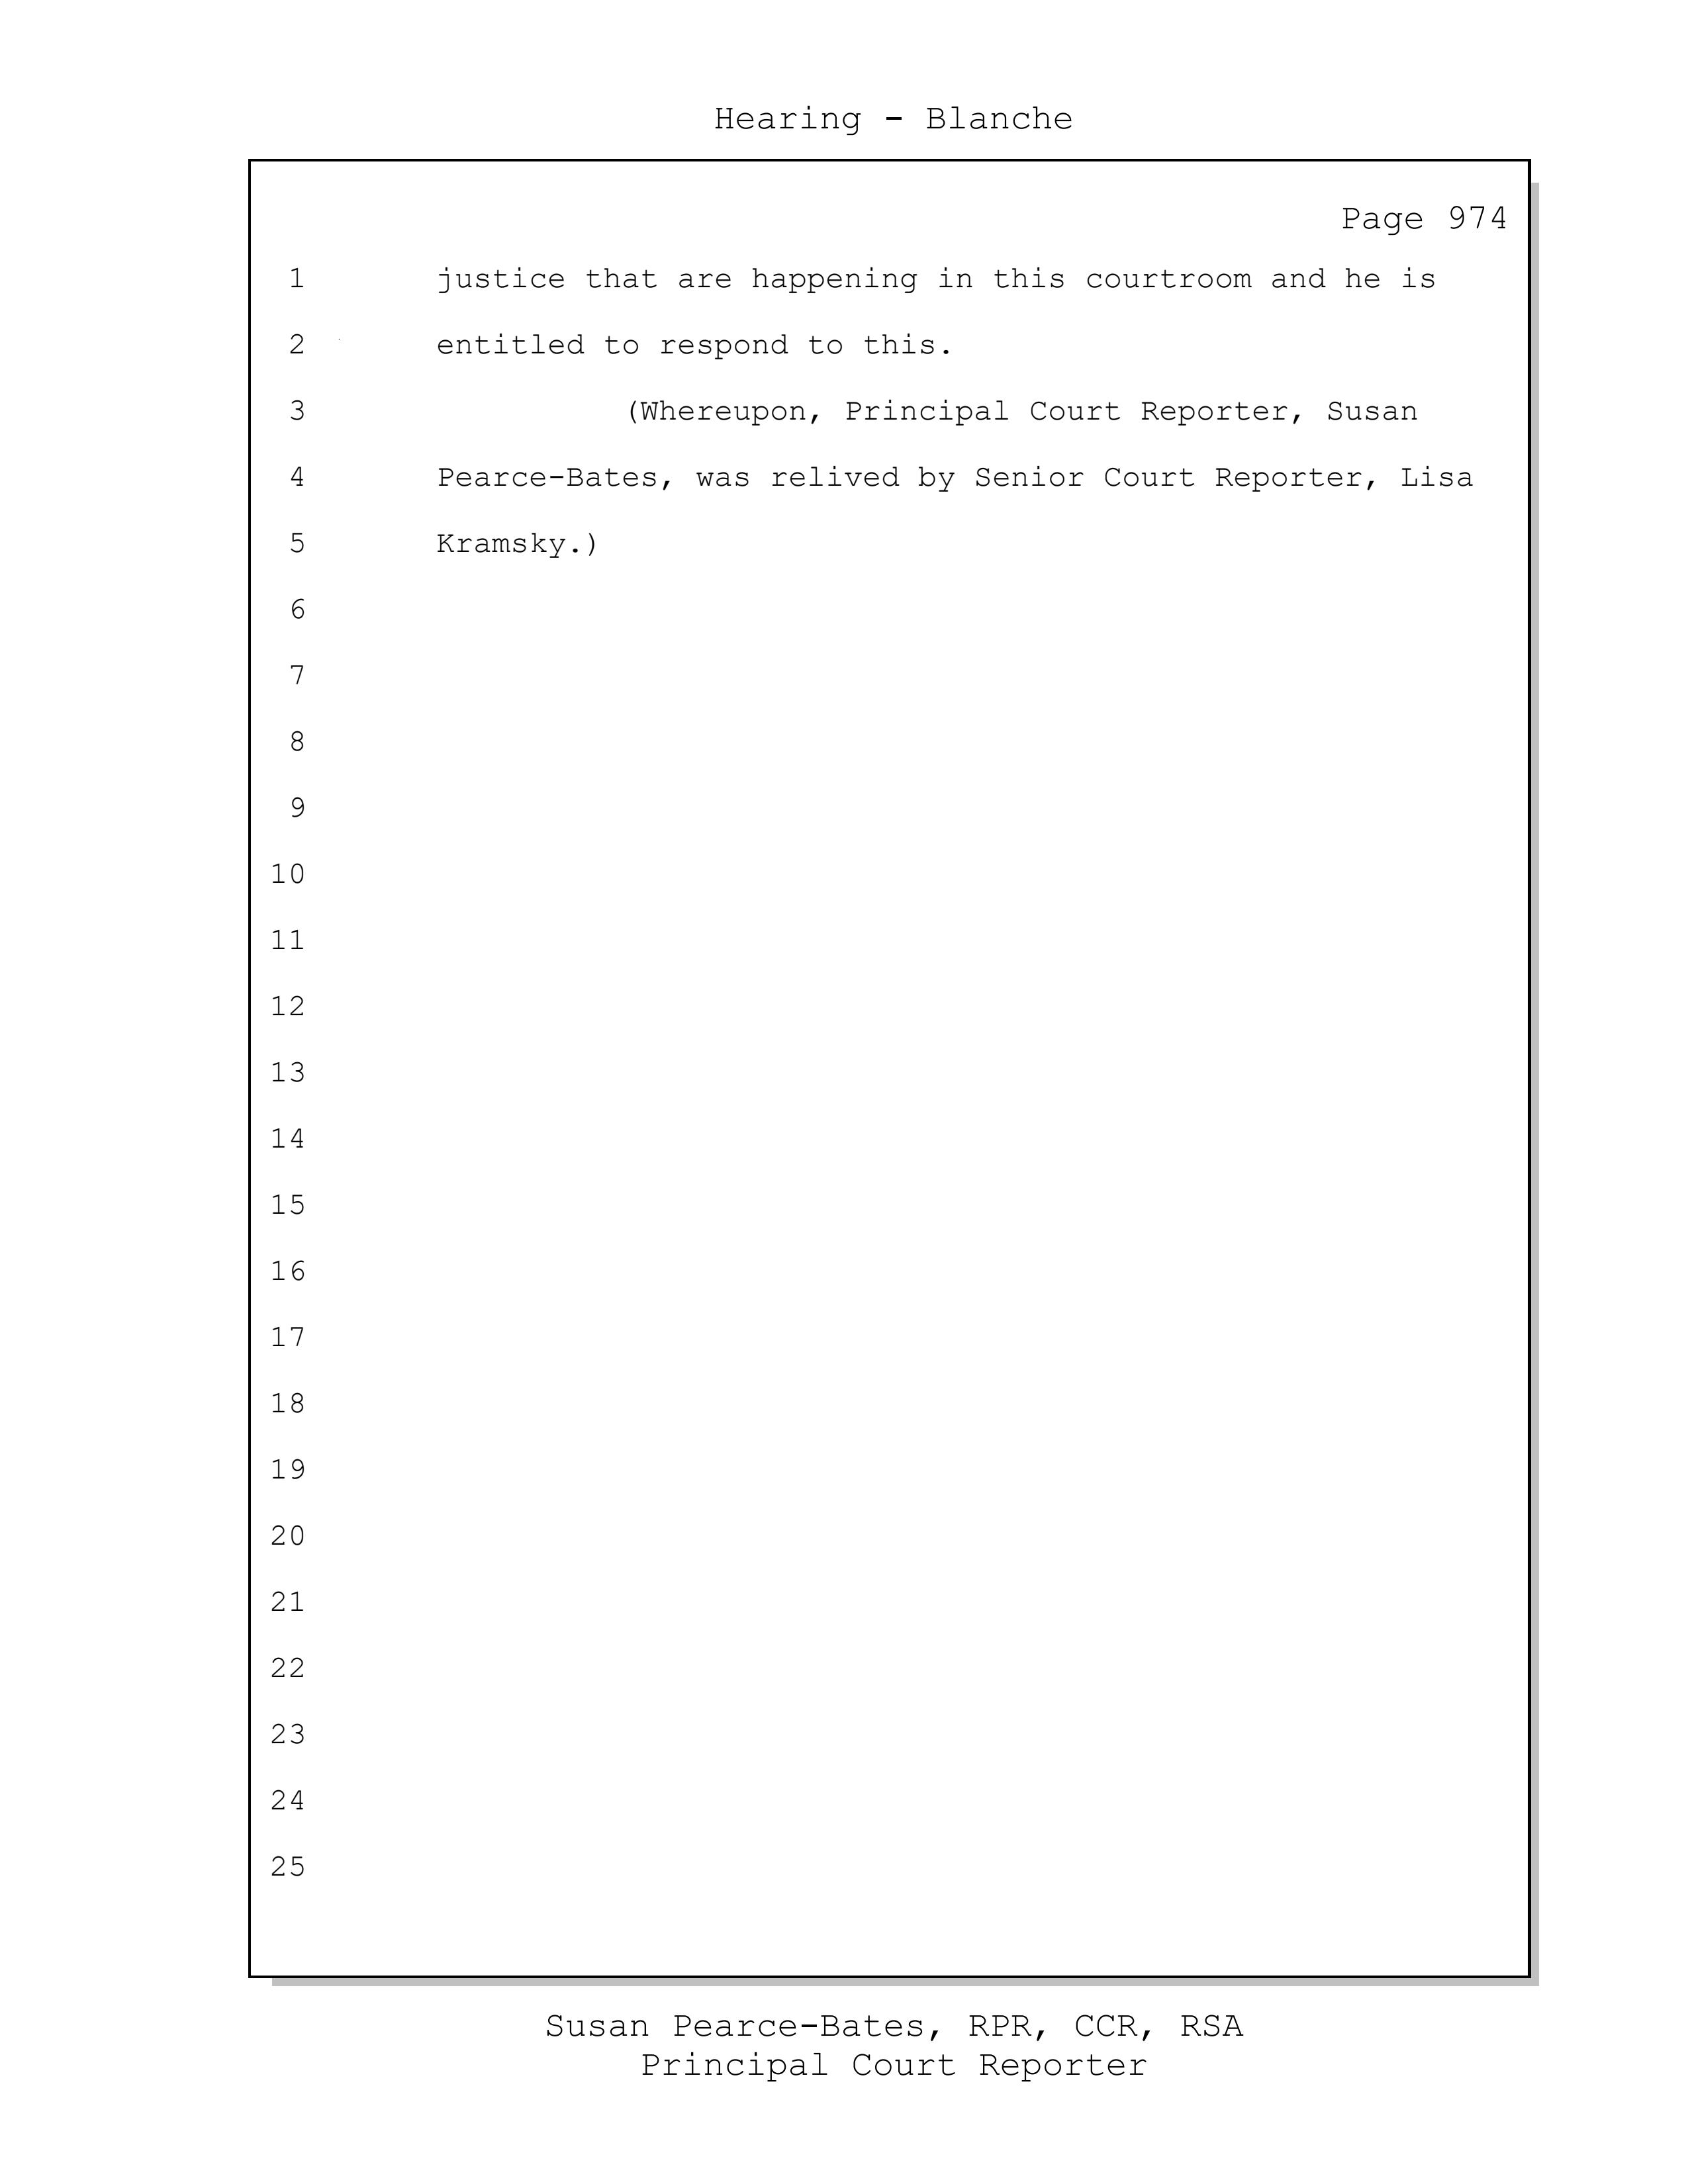 Hearing - Blanche
Page 974
1 justice that are happening in this courtroom and he is
2 entitled to respond to this.
3 (Whereupon, Principal Court Reporter, Susan
4 Pearce-Bates, was relived by Senior Court Reporter, Lisa
5 Kramsky.)
6
7
8
9
10
11
12
13
14
15
16
17
18
19
20
21
22
23
24
25
Susan Pearce-Bates, RPR, CCR, RSA
Principal Court Reporter